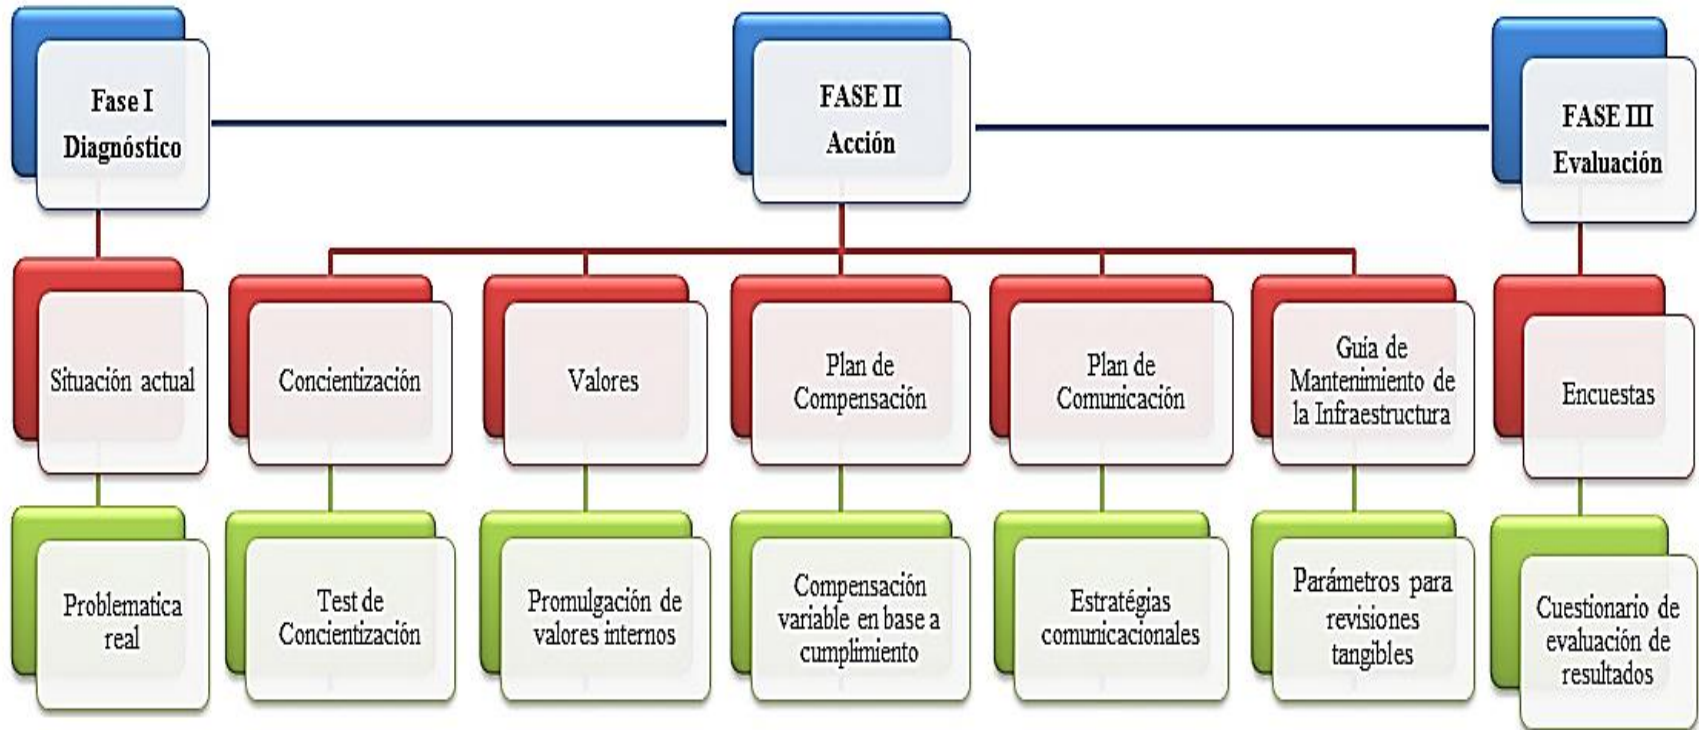 Fase I
Diagnóstico
FASE II
Acción
FASE III
Evaluación
Situación actual
Concientización
Valores
Plan de
Compensación
Plan de
Comunicación
Guía de
Mantenimiento de
la Infraestructura
Encuestas
Problematica
real
Test de
Concientización
Promulgación de
valores internos
Compensación
variable en base a
cumplimiento
Estratégias
comunicacionales
Parámetros para
revisiones
tangibles
Cuestionario de
evaluación de
resultados